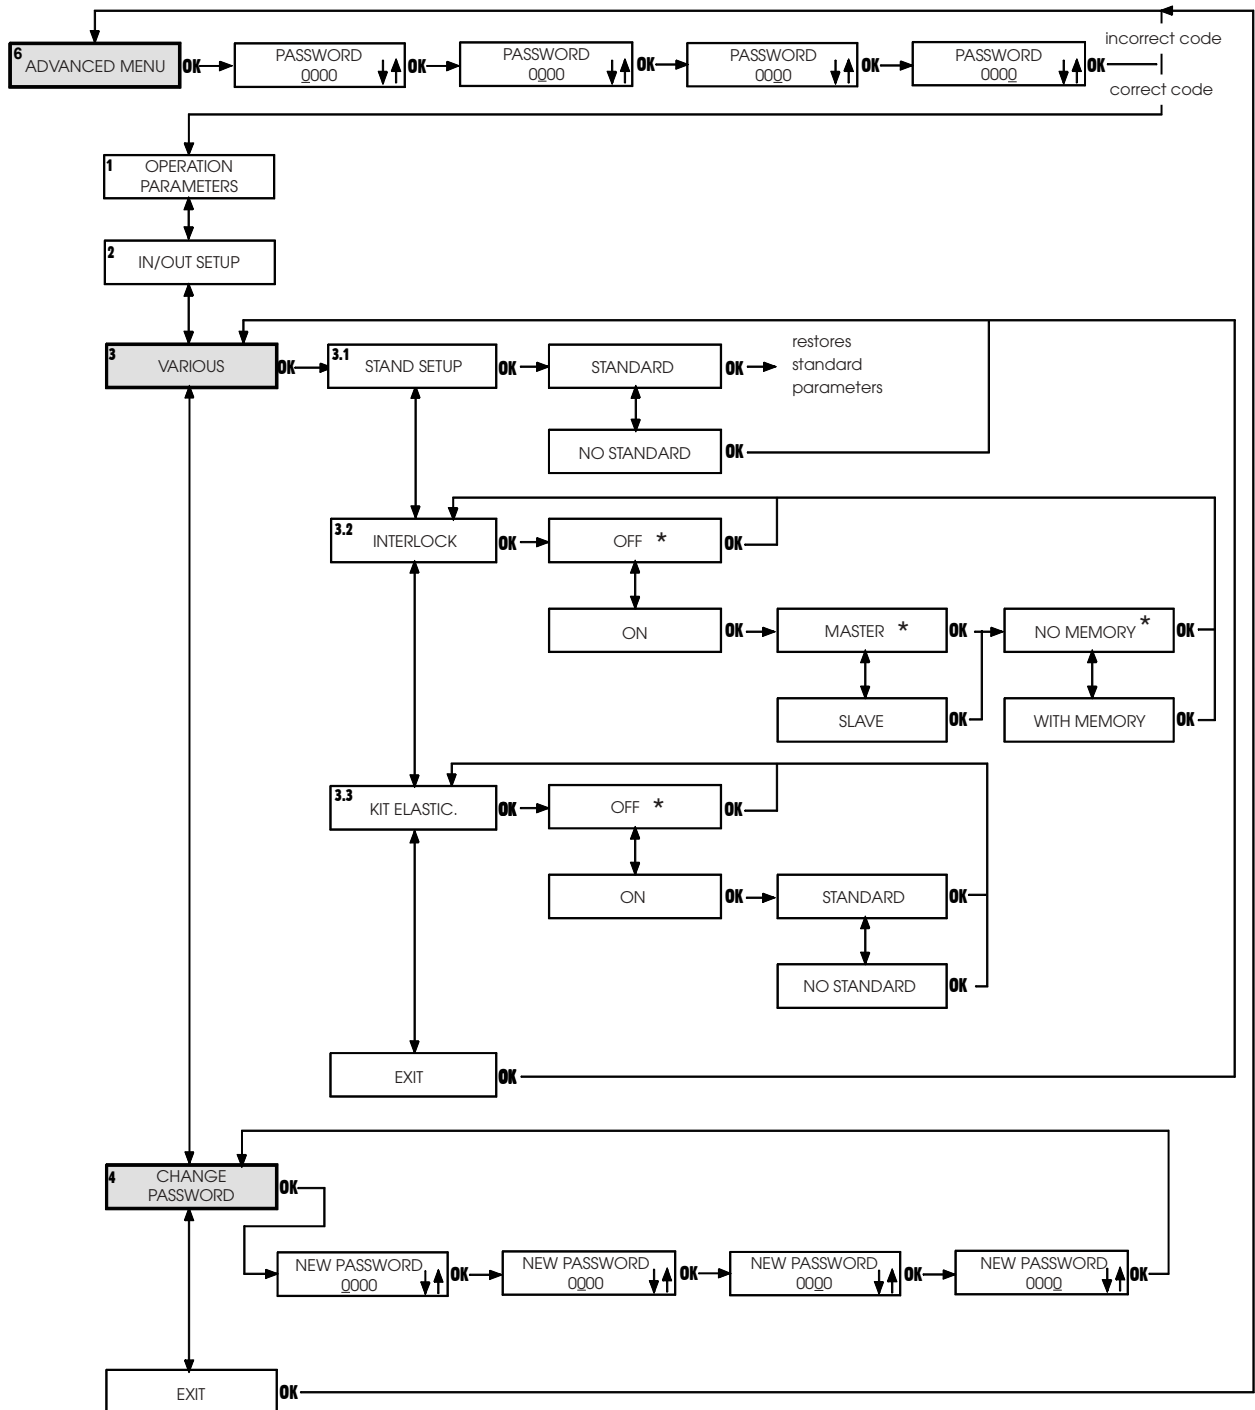 incorrect code
6
ADVANCED MENU
OK
PASSWORD
0000
OK
PASSWORD
0000
OK
PASSWORD
0000
OK
PASSWORD
0000
OK
correct code
1
OPERATION
PARAMETERS
2
IN/OUT SETUP
3
VARIOUS
OK
3.1
STAND SETUP
OK
STANDARD
OK
restores
standard
parameters
NO STANDARD
OK
3.2
INTERLOCK
OK
OFF *
OK
ON
OK
MASTER *
OK
NO MEMORY *
OK
SLAVE
OK
WITH MEMORY
OK
3.3
KIT ELASTIC.
OK
OFF *
OK
ON
OK
STANDARD
OK
NO STANDARD
OK
EXIT
OK
4
CHANGE
PASSWORD
OK
NEW PASSWORD
0000
OK
NEW PASSWORD
0000
OK
NEW PASSWORD
0000
OK
NEW PASSWORD
0000
OK
EXIT
OK